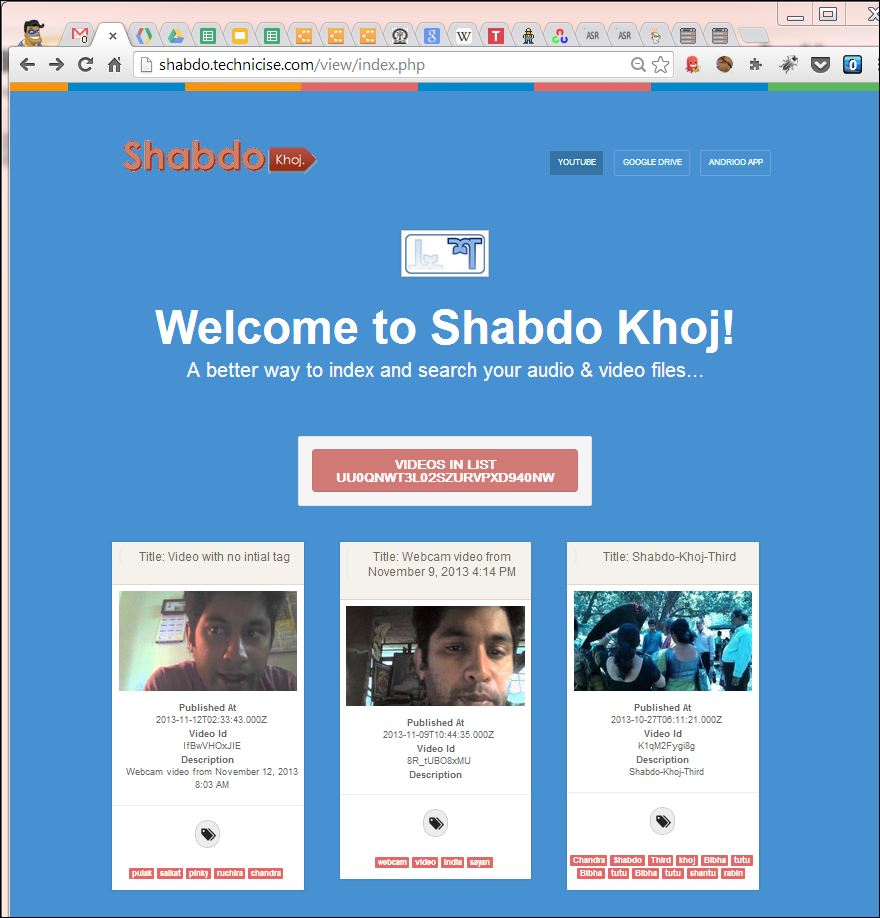 0
W
T
ASR
ASR
shabdo.technicise.com/view/index.php
0
Shabdo Khoj.
YOUTUBE
GOOGLE DRIVE
ANDRIOD APP
শ
Welcome to Shabdo Khoj!
A better way to index and search your audio & video files...
VIDEOS IN LIST
UU0QNWT3L02SZURVPXD940NW
Title: Video with no intial tag
Published At
2013-11-12T02:33:43.000Z
Video Id
IfBwVHOxJIE
Description
Webcam video from November 12, 2013
8:03 AM
pulak saikat pinky ruchira chandra
Title: Webcam video from
November 9, 2013 4:14 PM
Published At
2013-11-09T10:44:35.000Z
Video Id
8R_tUBO8xMU
Description
webcam video india sayan
Title: Shabdo-Khoj-Third
Published At
2013-10-27T06:11:21.000Z
Video Id
K1qM2Fygi8g
Description
Shabdo-Khoj-Third
Chandra Shabdo Third khoj Bibha tutu
Bibha tutu Bibha tutu shantu rabin